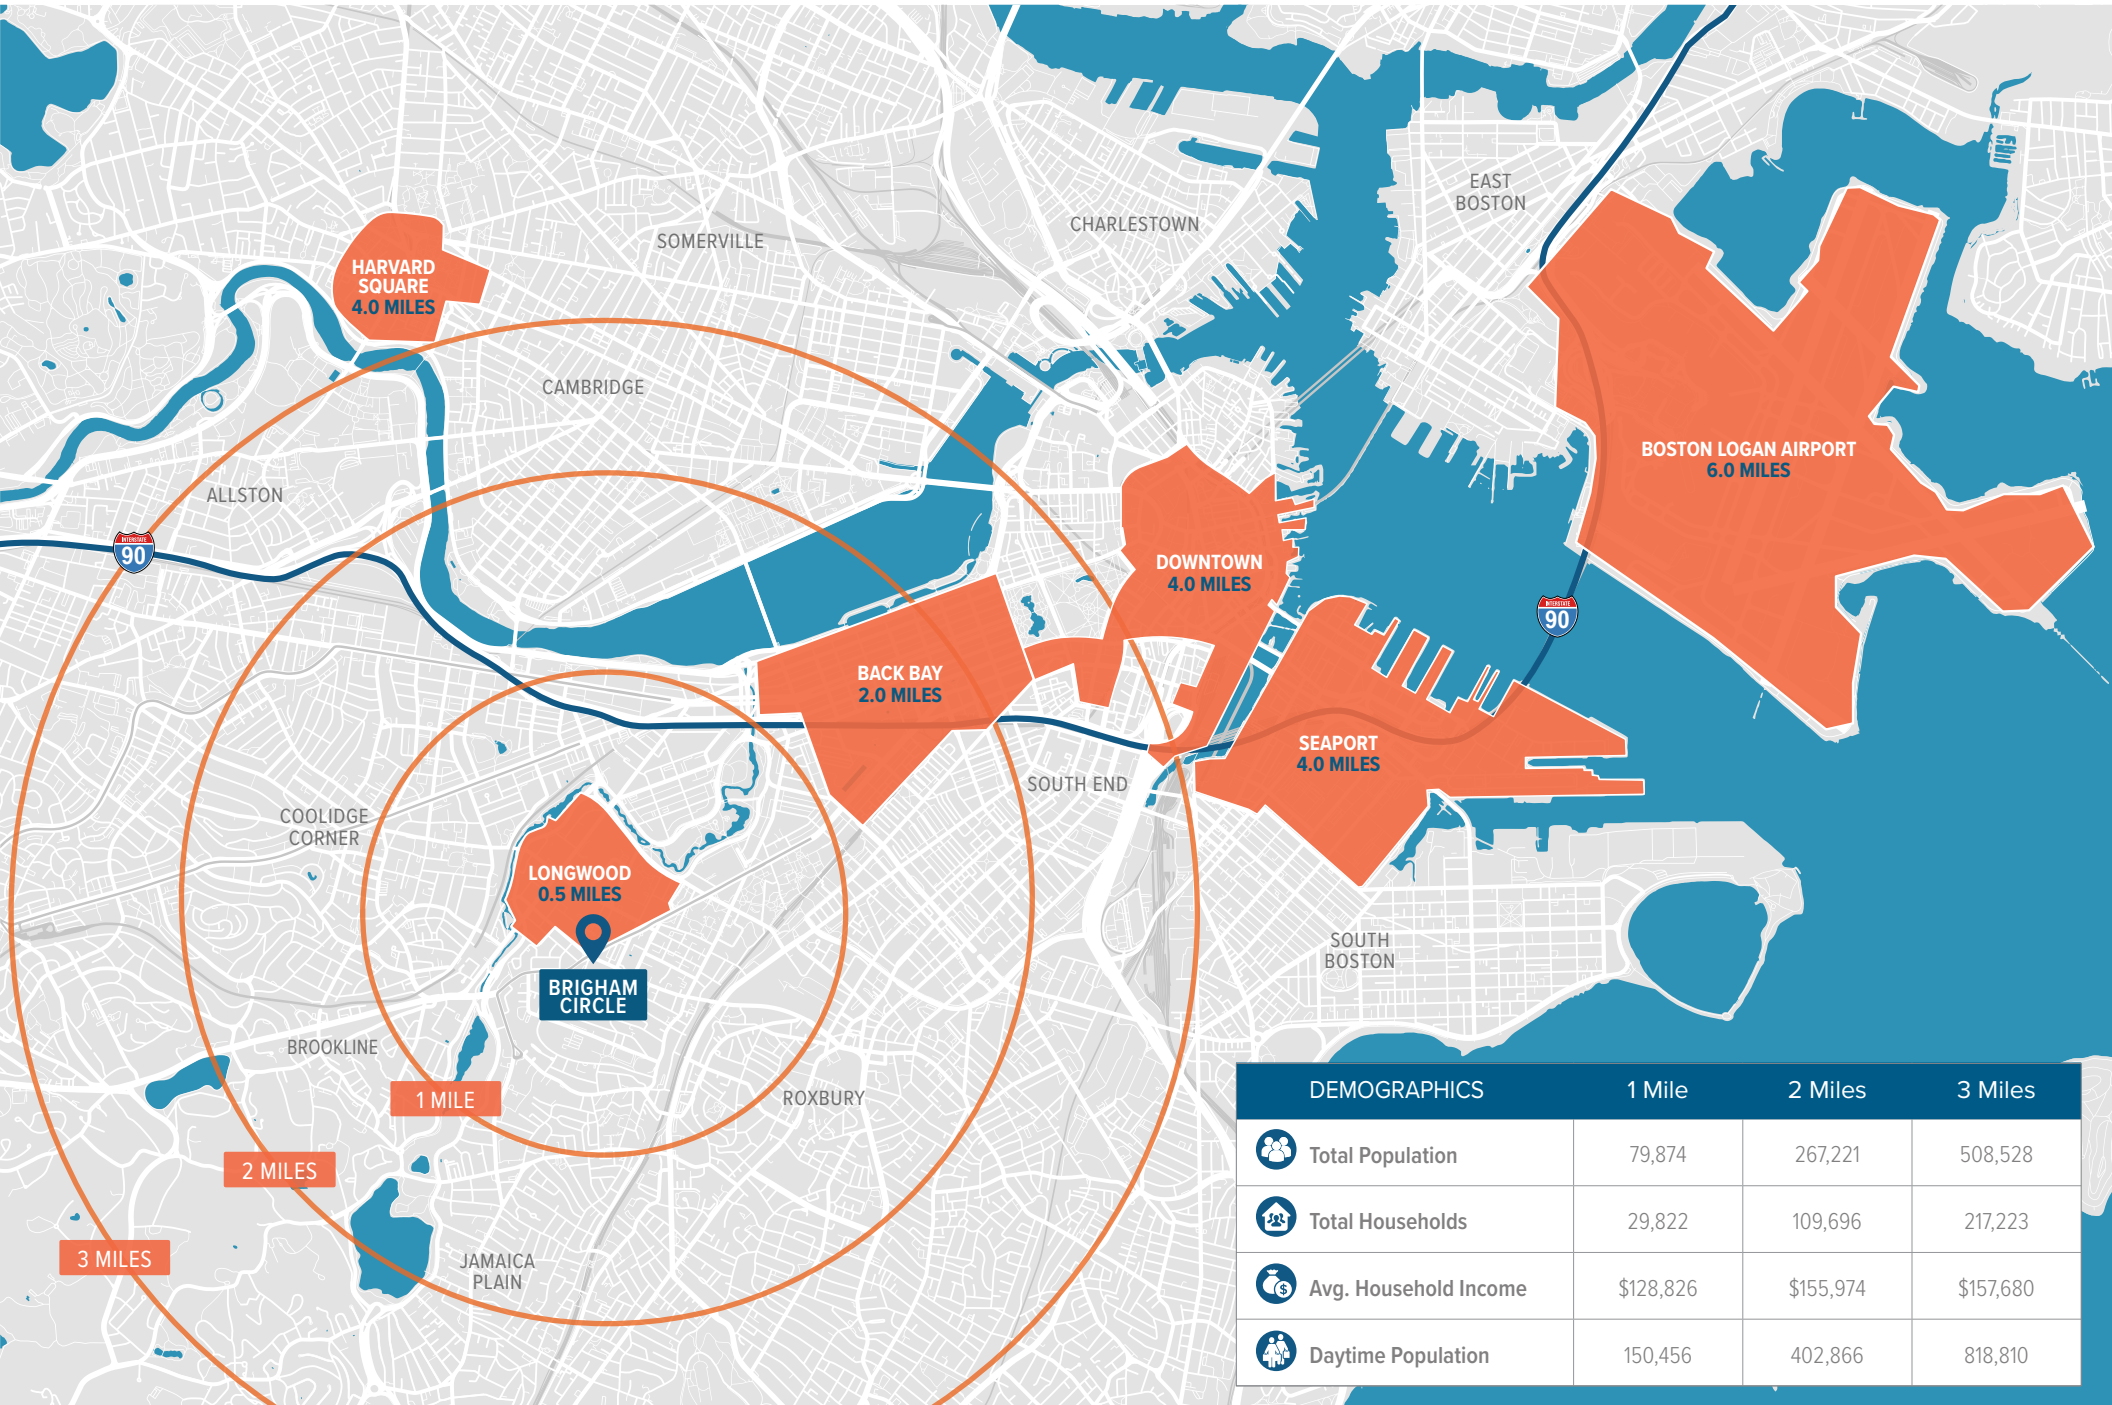 EAST
BOSTON
CHARLESTOWN
SOMERVILLE
HARVARD
SQUARE
4.0 MILES
CAMBRIDGE
BOSTON LOGAN AIRPORT
6.0 MILES
ALLSTON
INTERSTATE
90
DOWNTOWN
4.0 MILES
INTERSTATE
90
BACK BAY
2.0 MILES
SEAPORT
4.0 MILES
SOUTH END
COOLIDGE
CORNER
LONGWOOD
0.5 MILES
SOUTH
BOSTON
BRIGHAM
CIRCLE
BROOKLINE
1 MILE
ROXBURY
2 MILES
3 MILES
JAMAICA
PLAIN
DEMOGRAPHICS 1 Mile 2 Miles 3 Miles
Total Population 79,874 267,221 508,528
Total Households 29,822 109,696 217,223
Avg. Household Income $128,826 $155,974 $157,680
Daytime Population 150,456 402,866 818,810